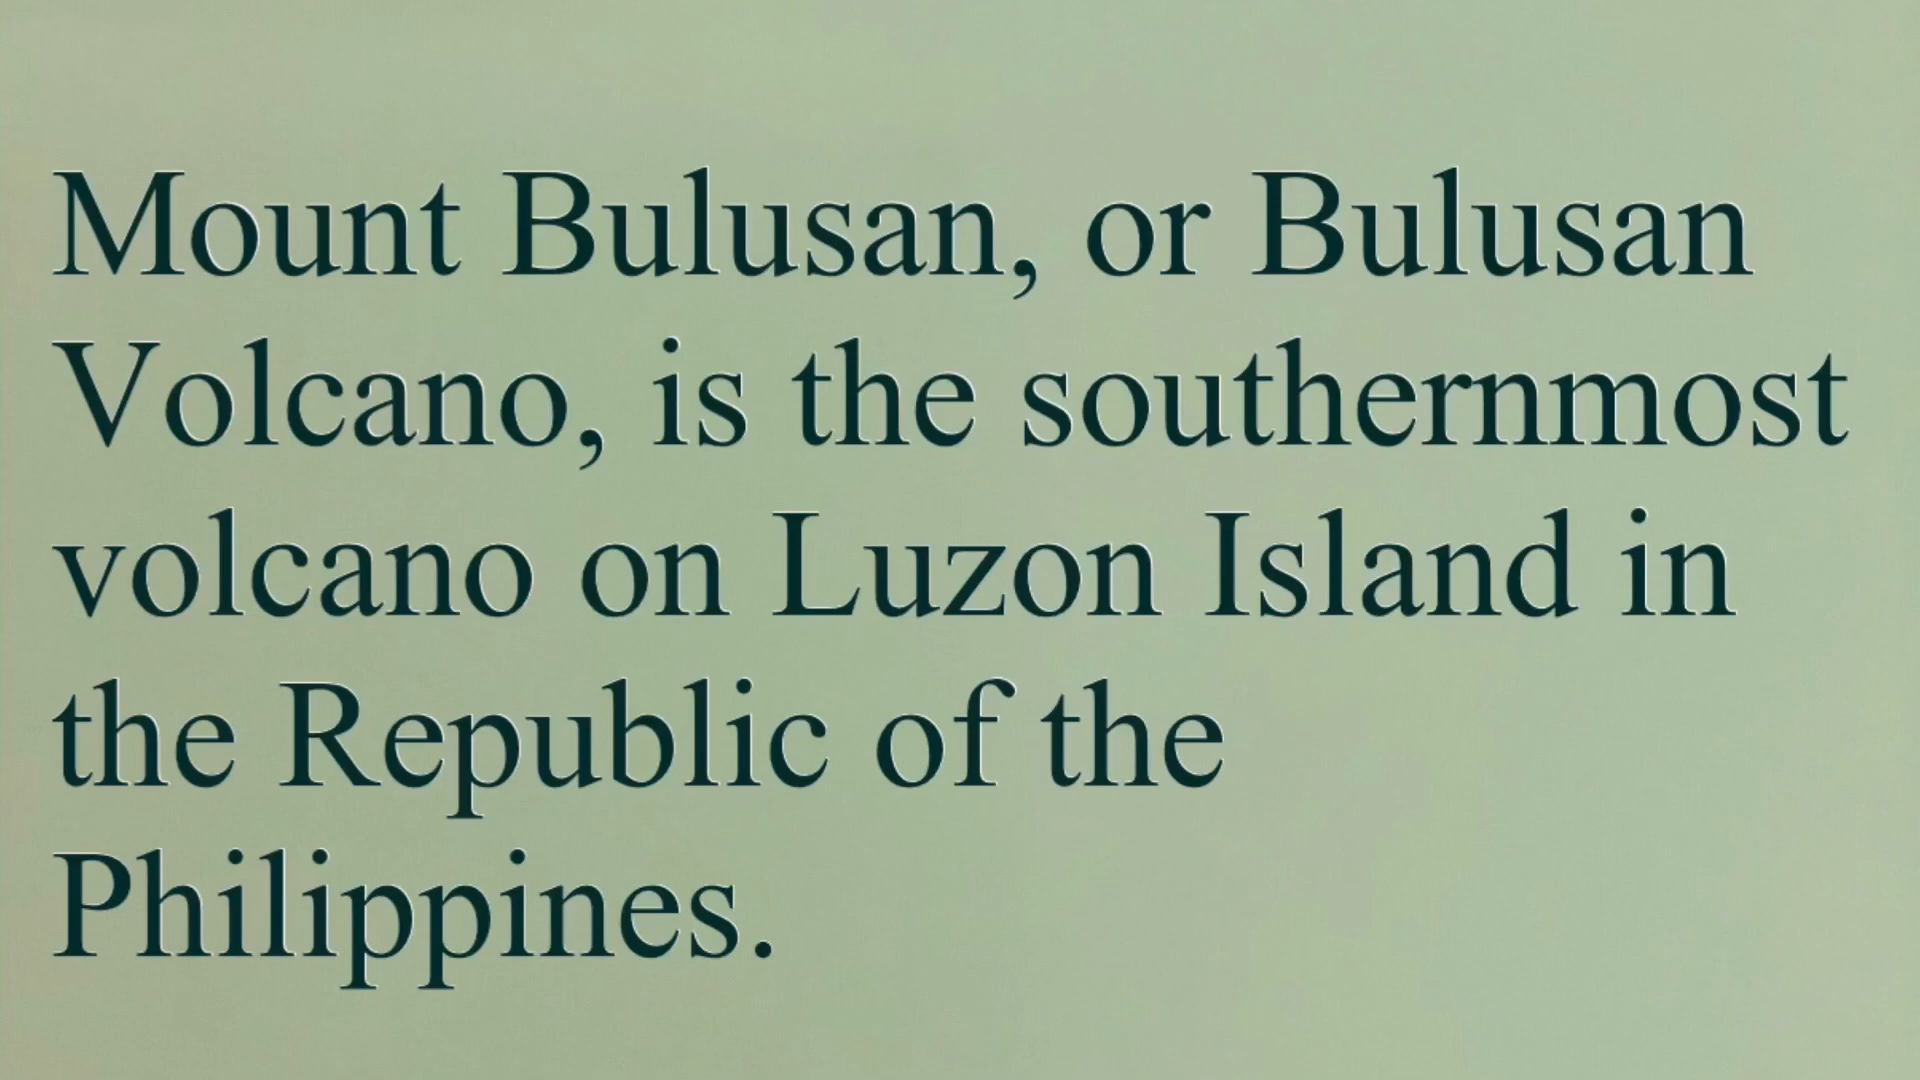 Mount Bulusan, or Bulusan
Volcano, is the southernmost
volcano on Luzon Island in
the Republic of the
Philippines.